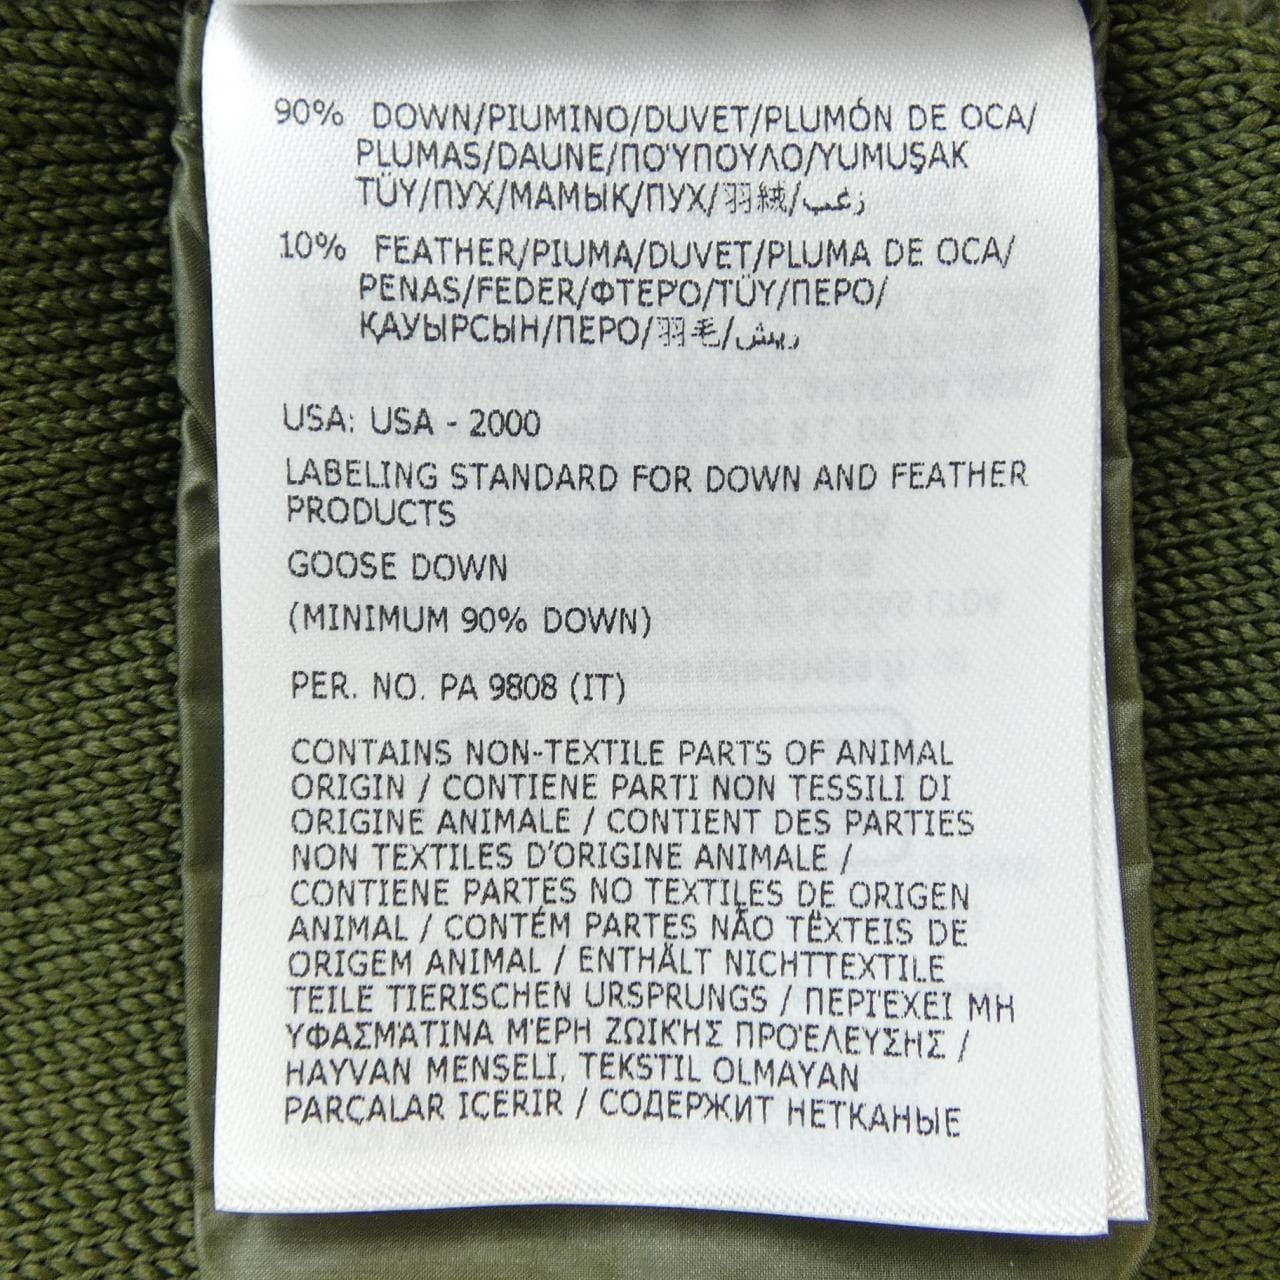 90% DOWN/PIUMINO/DUVET/PLUMÓN DE OCA/
PLUMAS/DAUNE/ΠΟΎΠΟΥΛΟ/YUMUŞAK
TÜY/ПУХ/МАМЫҚ/ПУХ/羽絨/زغب
10% FEATHER/PIUMA/DUVET/PLUMA DE OCA/
PENAS/FEDER/ΦΤΕΡΟ/TÜY/ПЕРО/
ҚАУЫРСЫН/ПЕРО/羽毛/ريش
USA: USA - 2000
LABELING STANDARD FOR DOWN AND FEATHER
PRODUCTS
GOOSE DOWN
(MINIMUM 90% DOWN)
PER. NO. PA 9808 (IT)
CONTAINS NON-TEXTILE PARTS OF ANIMAL
ORIGIN / CONTIENE PARTI NON TESSILI DI
ORIGINE ANIMALE / CONTIENT DES PARTIES
NON TEXTILES D'ORIGINE ANIMALE /
CONTIENE PARTES NO TEXTILES DE ORIGEN
ANIMAL / CONTÉM PARTES NÃO TËXTEIS DE
ORIGEM ANIMAL / ENTHÄLT NICHTTEXTILE
TEILE TIERISCHEN URSPRUNGS / ΠΕΡΙΈΧΕΙ ΜΗ
ΥΦΑΣΜΆΤΙΝΑ ΜΈΡΗ ΖΩΙΚΉΣ ΠΡΟΈΛΕΥΣΗΣ /
HAYVAN MENŞELI, TEKSTIL OLMAYAN
PARÇALAR IÇERIR / СОДЕРЖИТ НЕТКАНЫЕ